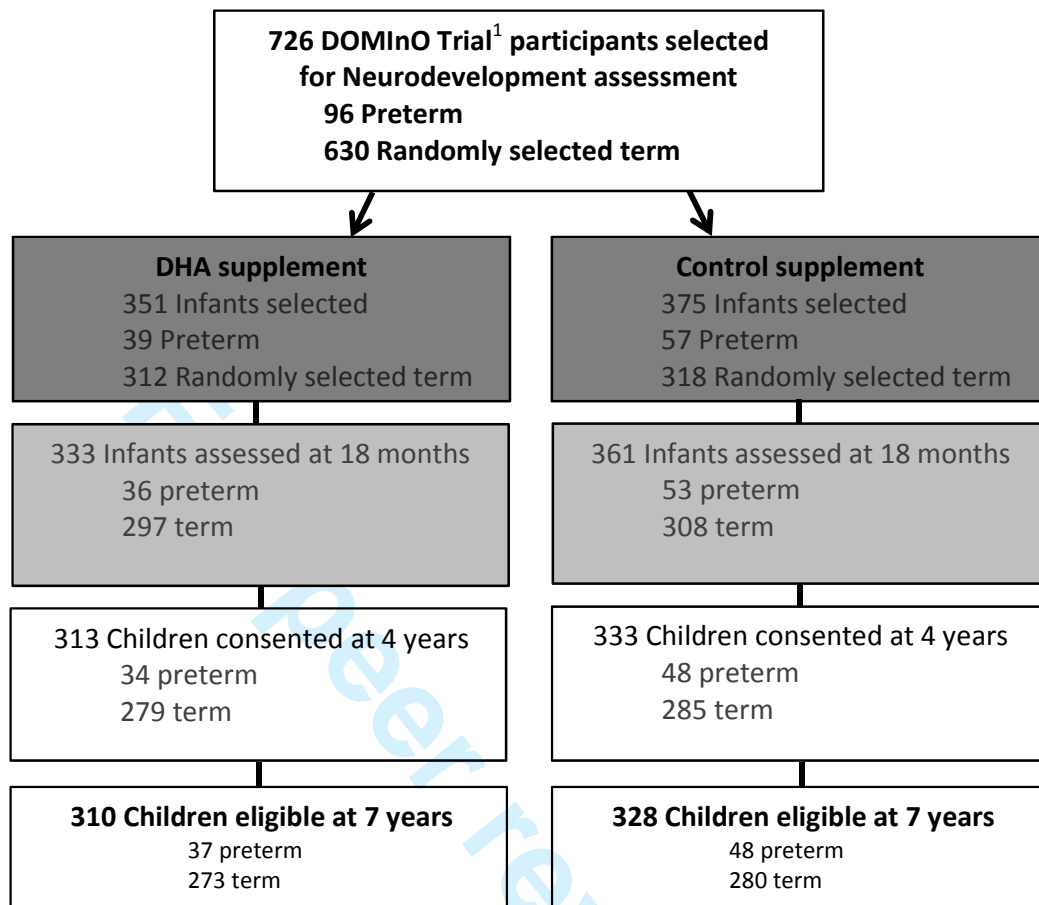 726 DOMInO Trial¹ participants selected
for Neurodevelopment assessment
96 Preterm
630 Randomly selected term
DHA supplement
351 Infants selected
39 Preterm
312 Randomly selected term
Control supplement
375 Infants selected
57 Preterm
318 Randomly selected term
333 Infants assessed at 18 months
36 preterm
297 term
361 Infants assessed at 18 months
53 preterm
308 term
313 Children consented at 4 years
34 preterm
279 term
333 Children consented at 4 years
48 preterm
285 term
310 Children eligible at 7 years
37 preterm
273 term
328 Children eligible at 7 years
48 preterm
280 term
peer